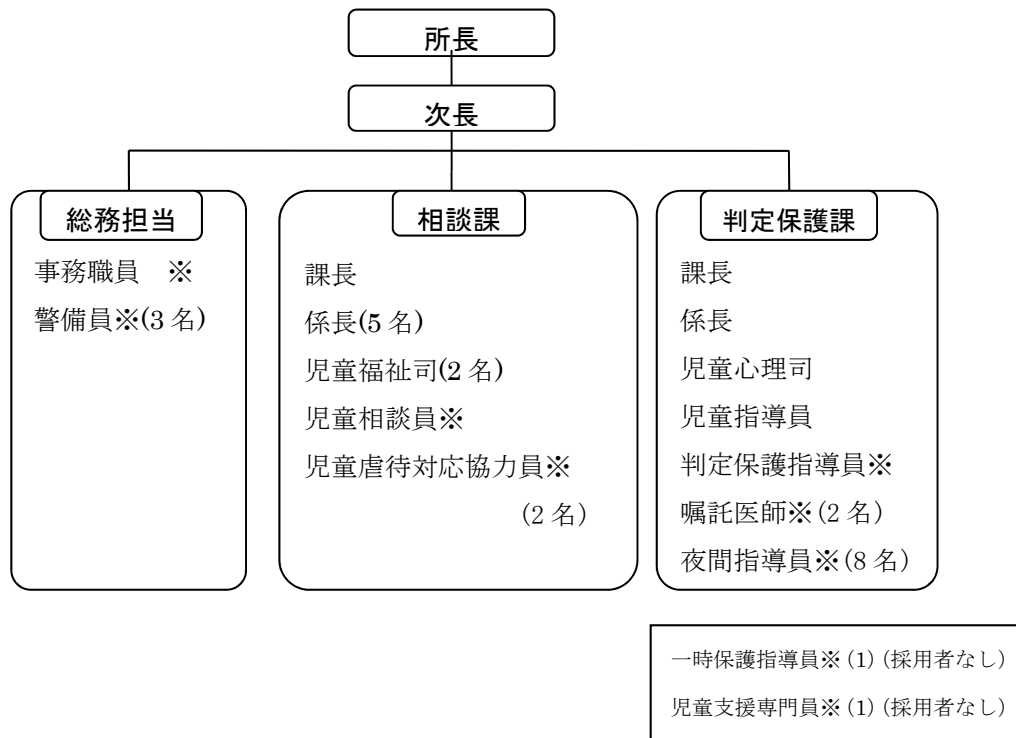 所長
次長
総務担当
事務職員　※
警備員※(3 名)
相談課
課長
係長(5 名)
児童福祉司(2 名)
児童相談員※
児童虐待対応協力員※
(2 名)
判定保護課
課長
係長
児童心理司
児童指導員
判定保護指導員※
嘱託医師※(2 名)
夜間指導員※(8 名)
一時保護指導員※(1)(採用者なし)
児童支援専門員※(1)(採用者なし)